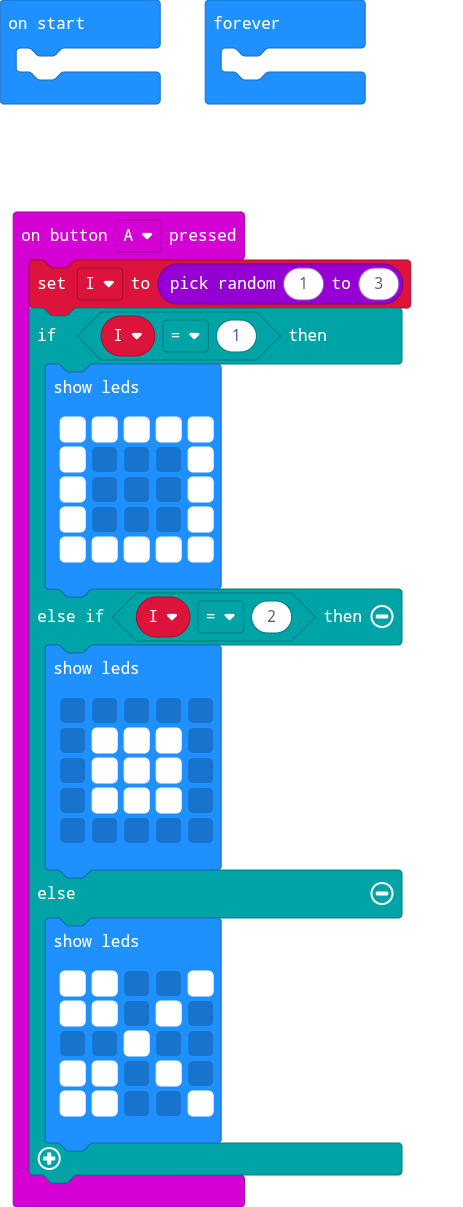 on start forever
on button A pressed
set I to pick random 1 to 3
if I = 1 then
show leds
else if I = 2 then
show leds
else
show leds